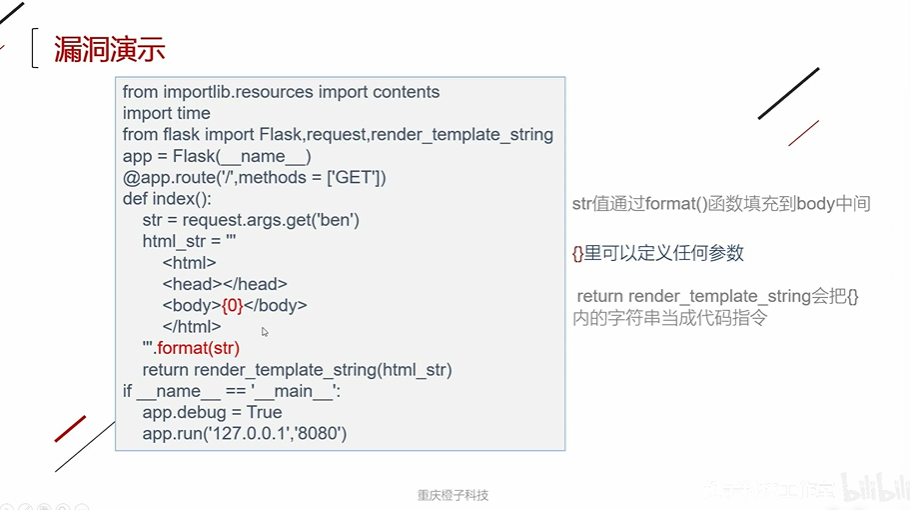 漏洞演示
from importlib.resources import contents
import time
from flask import Flask,request,render_template_string
app = Flask(__name__)
@app.route('/',methods = ['GET'])
def index():
    str = request.args.get('ben')
    html_str = '''
        <html>
        <head></head>
        <body>{0}</body>
        </html>
    '''.format(str)
    return render_template_string(html_str)
if __name__ == '__main__':
    app.debug = True
    app.run('127.0.0.1','8080')
str值通过format()函数填充到body中间
{}里可以定义任何参数
return render_template_string会把{}
内的字符串当成代码指令
重庆橙子科技
bilibili